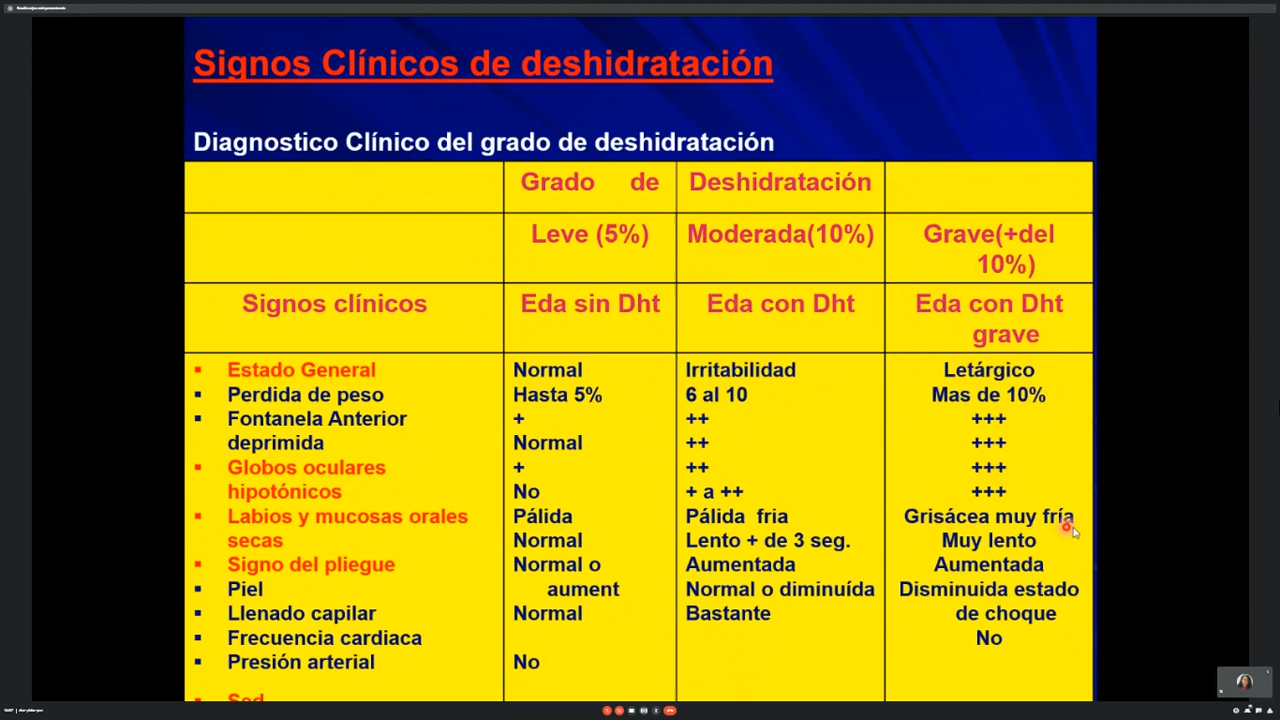 Signos Clínicos de deshidratación
Diagnostico Clínico del grado de deshidratación
Grado de Deshidratación
Leve (5%) Moderada(10%) Grave(+del
10%)
Signos clínicos Eda sin Dht Eda con Dht Eda con Dht
grave
Estado General Normal Irritabilidad Letárgico
Perdida de peso Hasta 5% 6 al 10 Mas de 10%
Fontanela Anterior + ++ +++
deprimida Normal ++ +++
Globos oculares + ++ +++
hipotónicos No + a ++ +++
Labios y mucosas orales Pálida Pálida fria Grisácea muy fría
secas Normal Lento + de 3 seg. Muy lento
Signo del pliegue Normal o Aumentada Aumentada
Piel aument Normal o diminuída Disminuida estado
Llenado capilar Normal Bastante de choque
Frecuencia cardiaca No
Presión arterial No
Sed